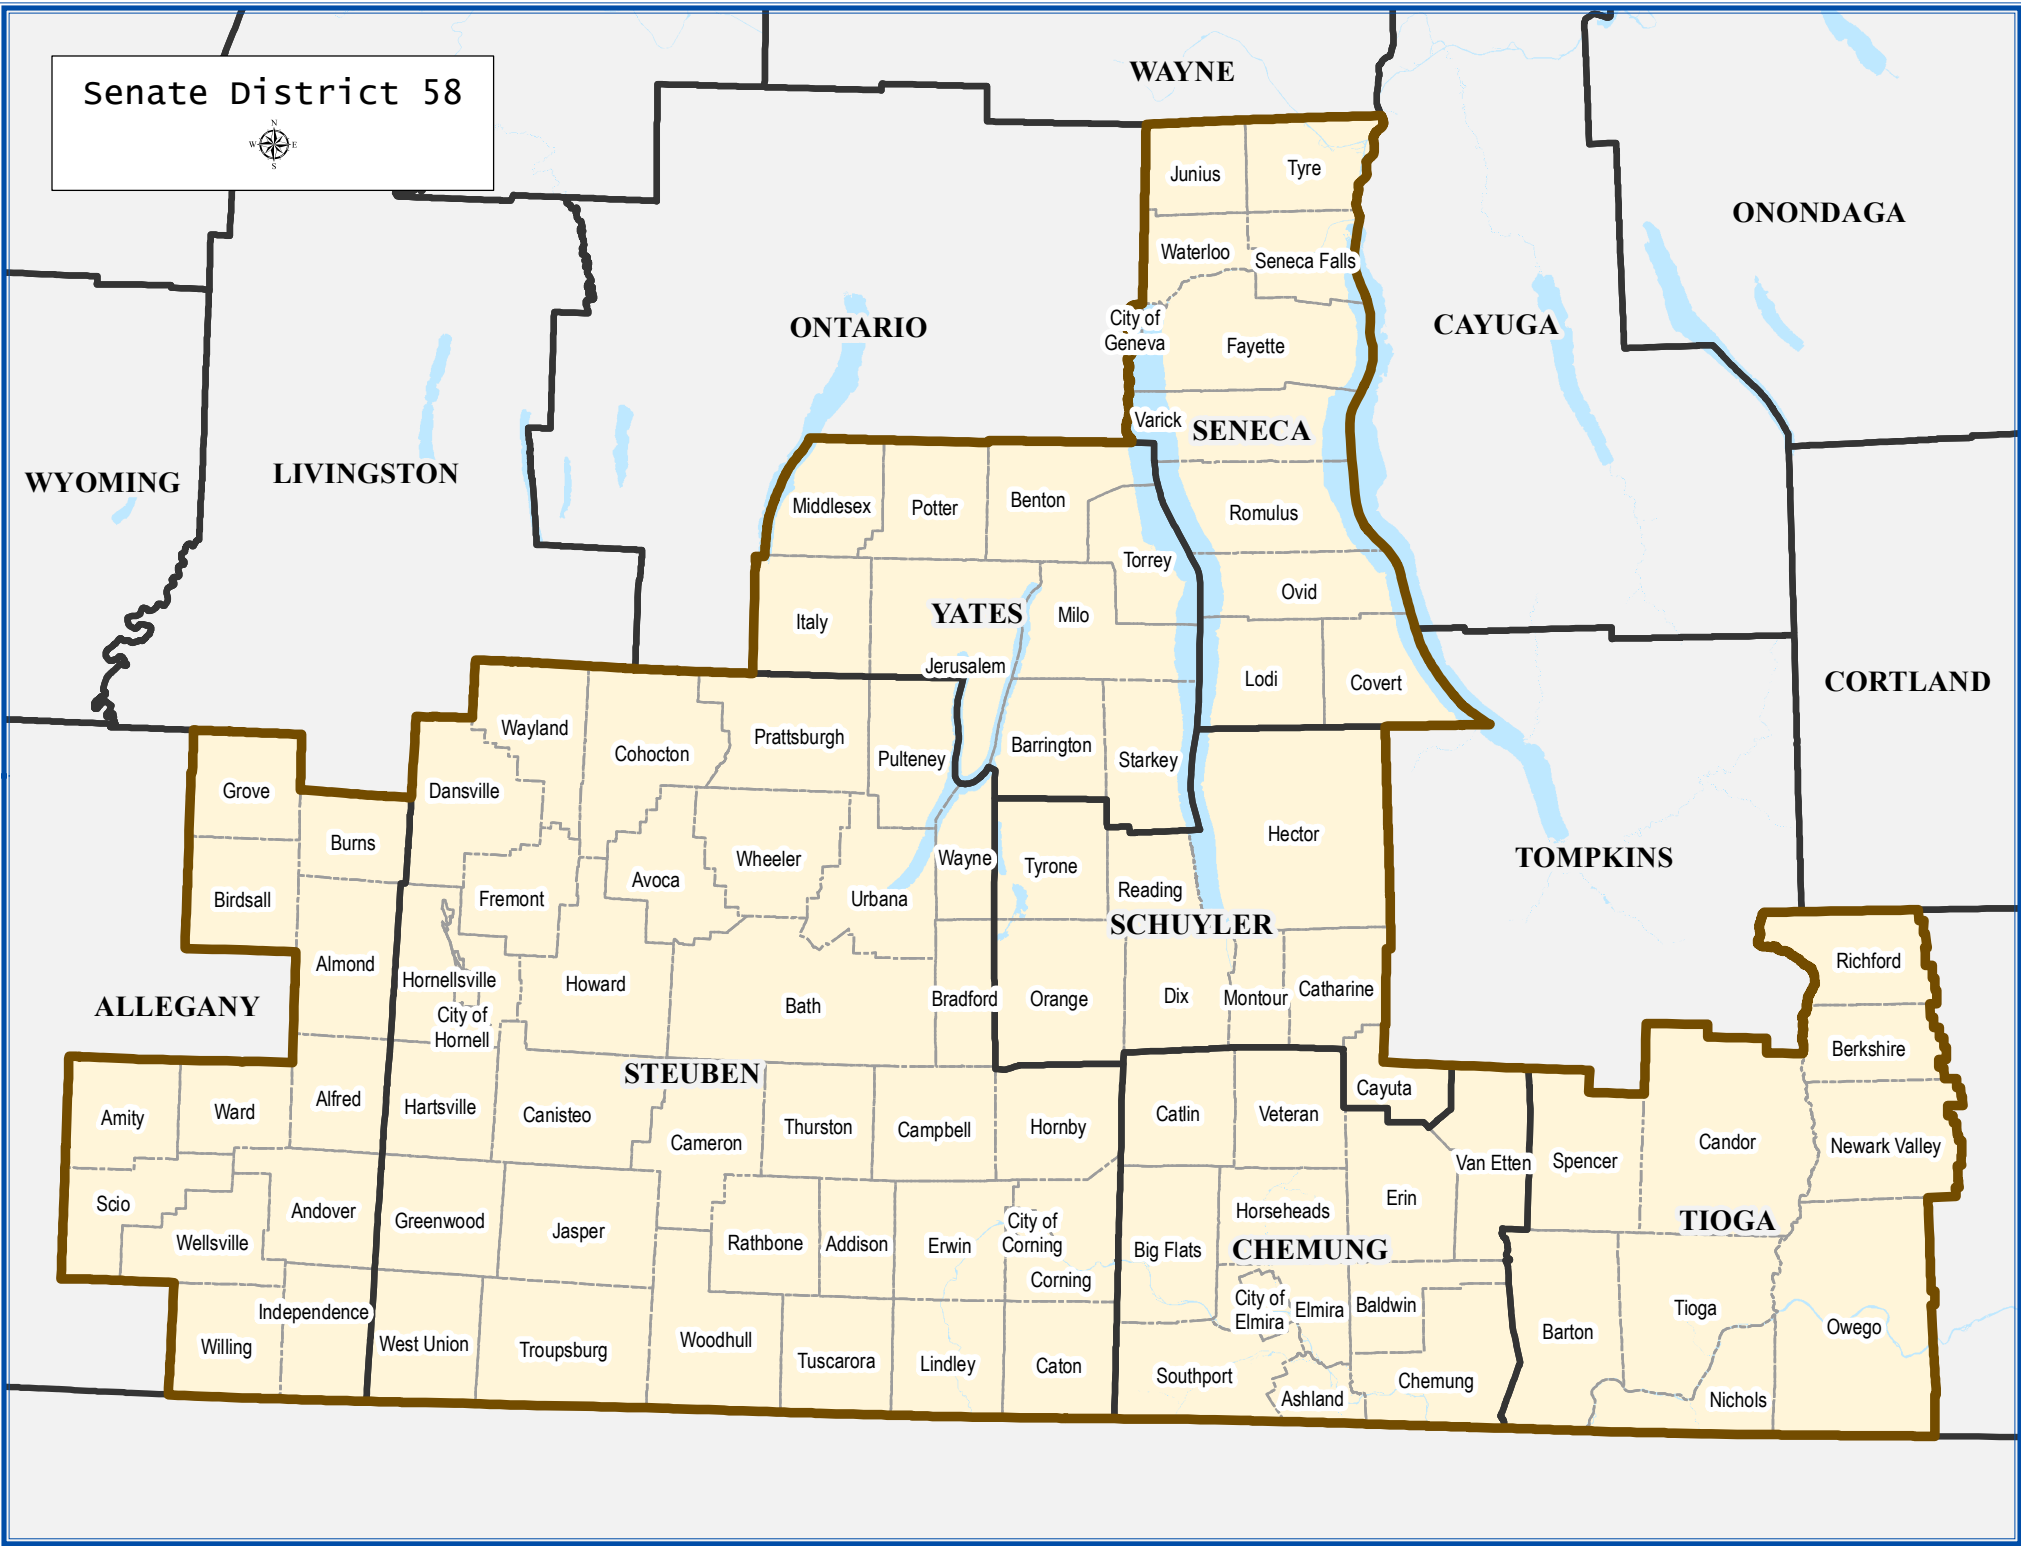 Senate District 58
N
W E
S
WAYNE
ONONDAGA
ONTARIO
CAYUGA
WYOMING
LIVINGSTON
CORTLAND
TOMPKINS
ALLEGANY
SENECA
Junius
Tyre
Waterloo
Seneca Falls
City of
Geneva
Fayette
Varick
Romulus
Ovid
Lodi
Covert
YATES
Middlesex
Potter
Benton
Torrey
Italy
Milo
Jerusalem
Barrington
Starkey
SCHUYLER
Hector
Tyrone
Reading
Orange
Dix
Montour
Catharine
Cayuta
STEUBEN
Wayland
Cohocton
Prattsburgh
Pulteney
Dansville
Wheeler
Wayne
Avoca
Fremont
Urbana
Hornellsville
City of
Hornell
Howard
Bath
Bradford
Hartsville
Canisteo
Cameron
Thurston
Campbell
Hornby
Greenwood
Jasper
Rathbone
Addison
Erwin
City of
Corning
Corning
West Union
Troupsburg
Woodhull
Tuscarora
Lindley
Caton
Grove
Burns
Birdsall
Almond
Amity
Ward
Alfred
Scio
Wellsville
Andover
Independence
Willing
CHEMUNG
Catlin
Veteran
Van Etten
Erin
Horseheads
Big Flats
City of
Elmira
Elmira
Baldwin
Southport
Ashland
Chemung
TIOGA
Richford
Berkshire
Newark Valley
Candor
Spencer
Barton
Tioga
Owego
Nichols